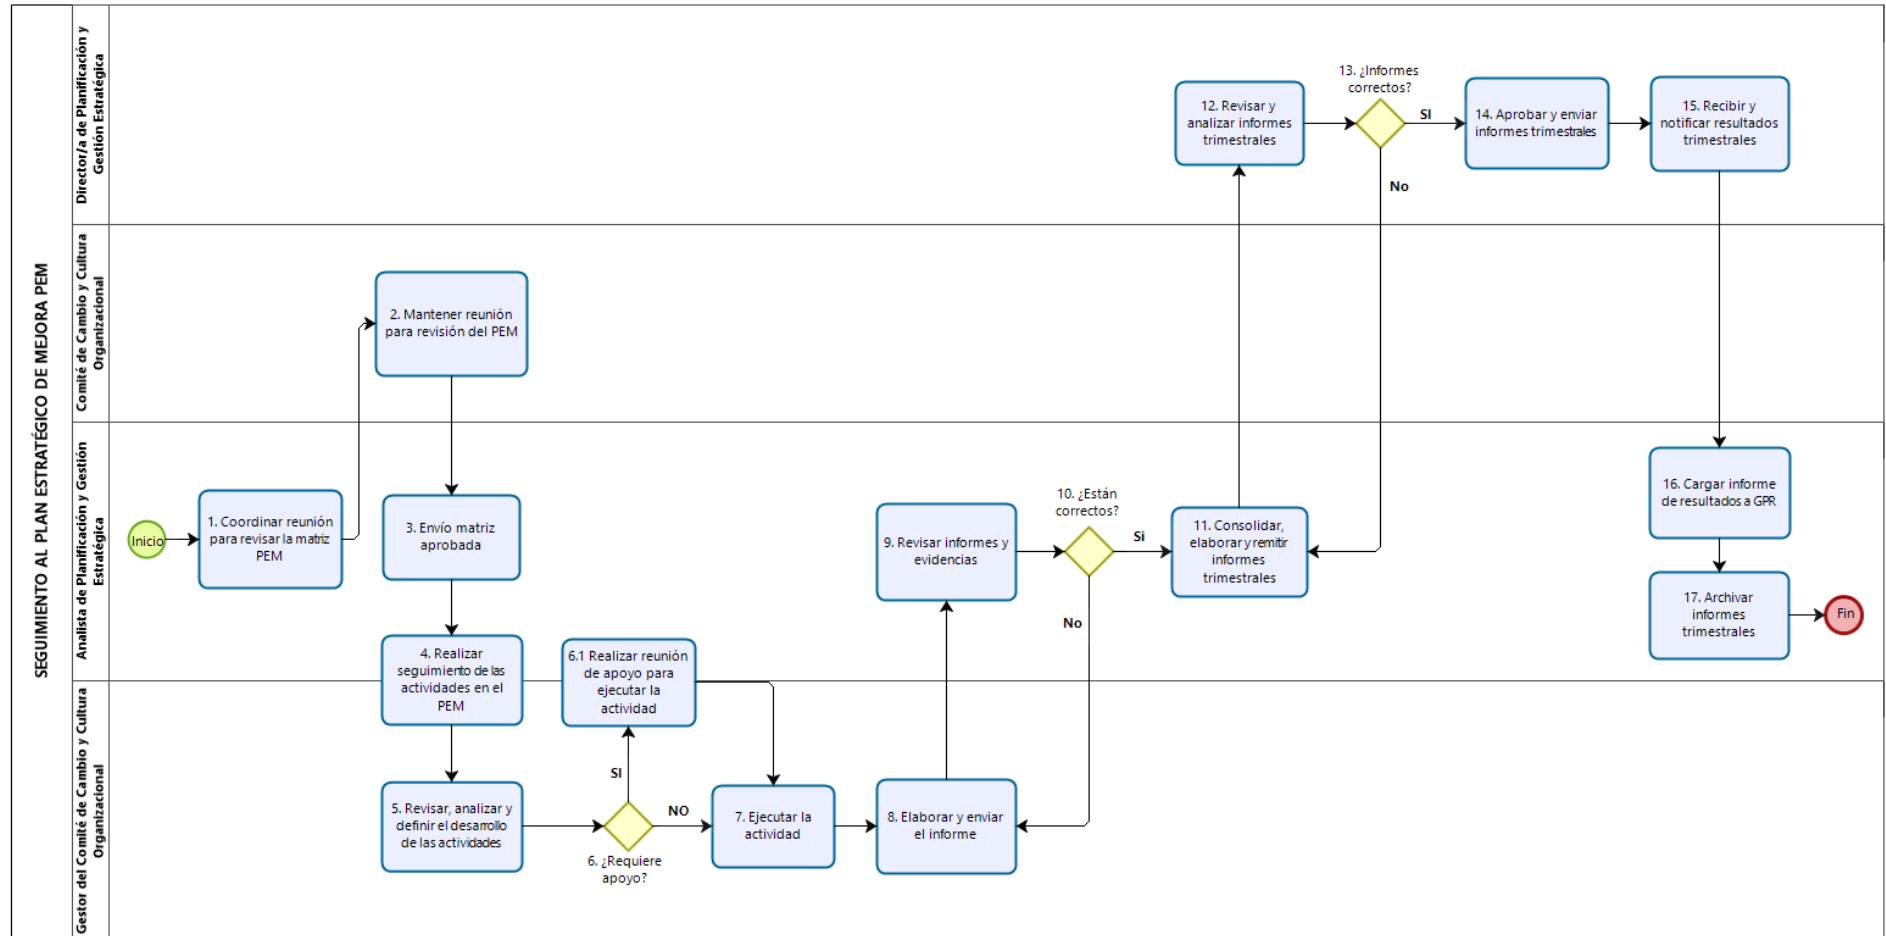 SEGUIMIENTO AL PLAN ESTRATÉGICO DE MEJORA PEM
Director/a de Planificación y
Gestión Estratégica
12. Revisar y
analizar informes
trimestrales
13. ¿Informes
correctos?
SI
No
14. Aprobar y enviar
informes trimestrales
15. Recibir y
notificar resultados
trimestrales
Comité de Cambio y Cultura
Organizacional
2. Mantener reunión
para revisión del PEM
Analista de Planificación y Gestión
Estratégica
Inicio
1. Coordinar reunión
para revisar la matriz
PEM
3. Envío matriz
aprobada
4. Realizar
seguimiento de las
actividades en el
PEM
6.1 Realizar reunión
de apoyo para
ejecutar la
actividad
9. Revisar informes y
evidencias
10. ¿Están
correctos?
Si
No
11. Consolidar,
elaborar y remitir
informes
trimestrales
16. Cargar informe
de resultados a GPR
17. Archivar
informes
trimestrales
Fin
Gestor del Comité de Cambio y Cultura
Organizacional
5. Revisar, analizar y
definir el desarrollo
de las actividades
SI
NO
6. ¿Requiere
apoyo?
7. Ejecutar la
actividad
8. Elaborar y enviar
el informe